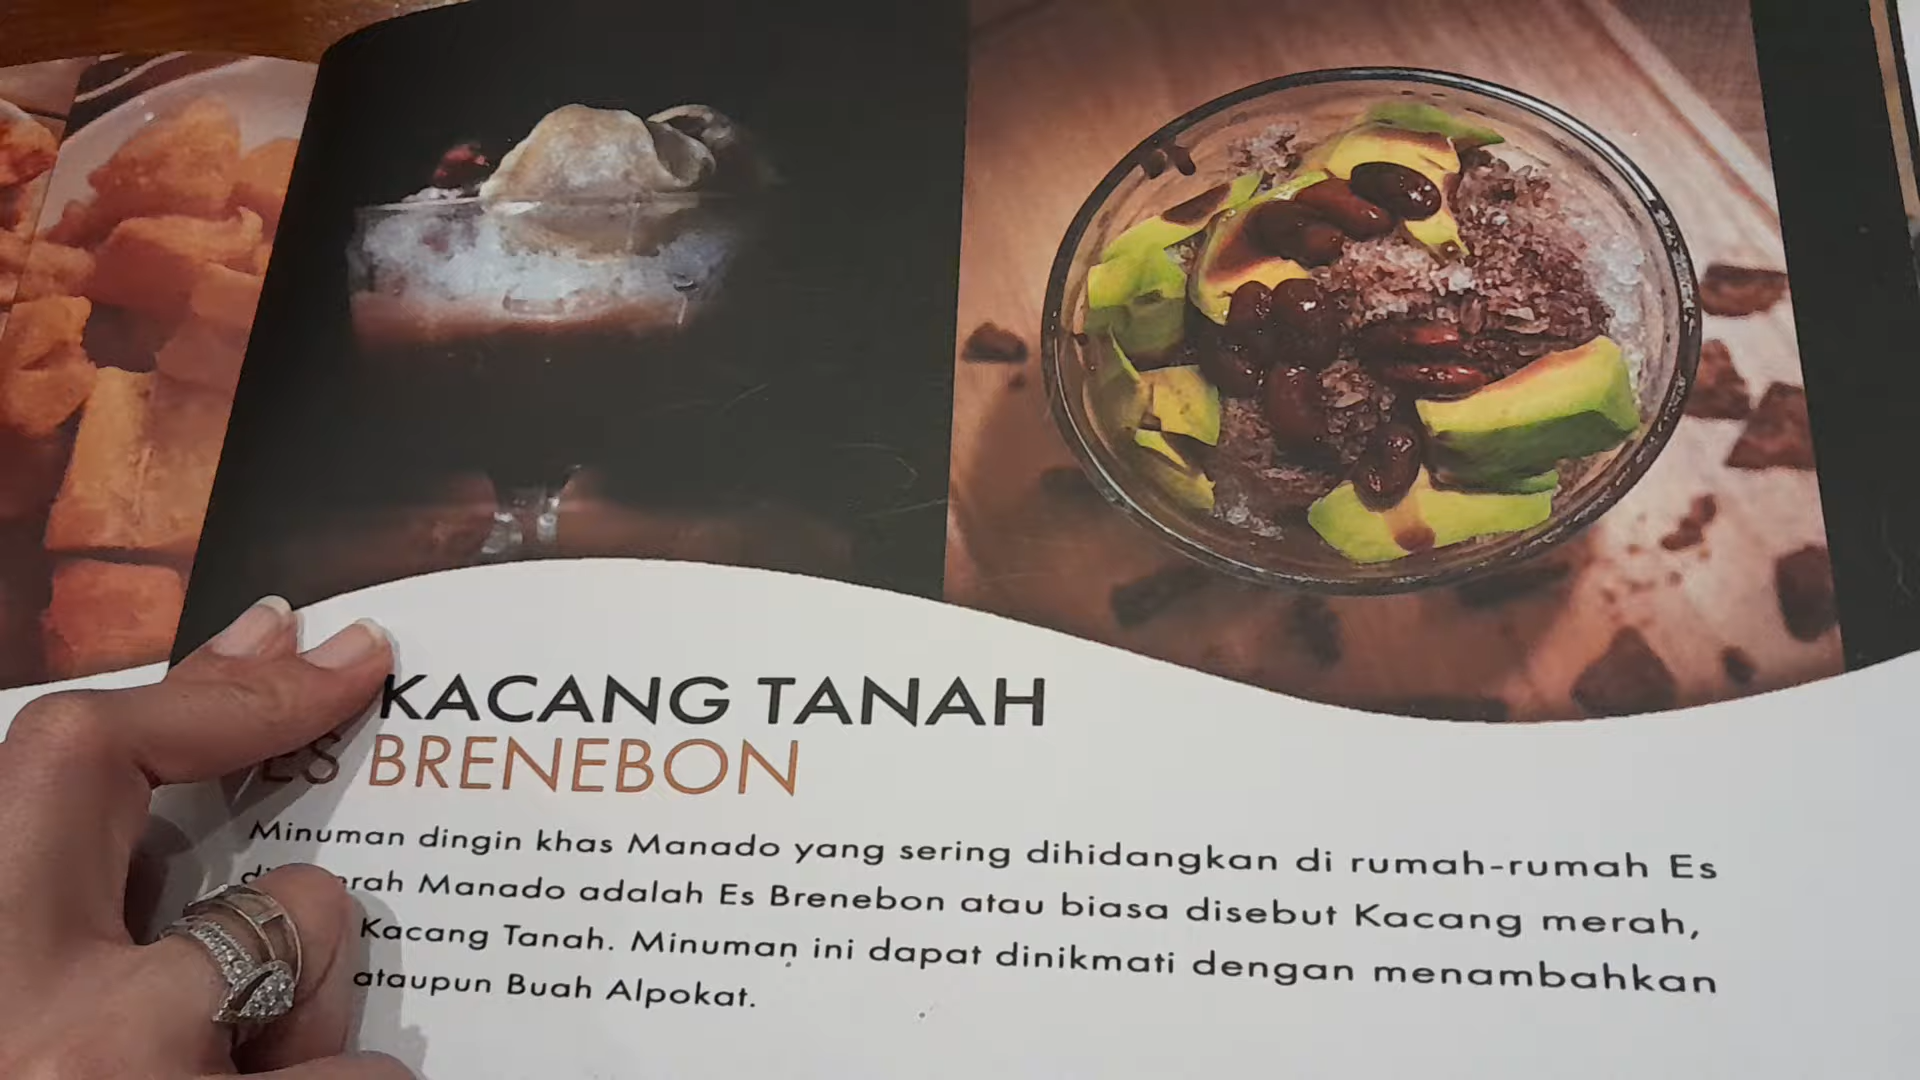 KACANG TANAH
ES BRENEBON
Minuman dingin khas Manado yang sering dihidangkan di rumah-rumah Es
Manado adalah Es Brenebon atau biasa disebut Kacang merah,
Kacang Tanah. Minuman ini dapat dinikmati dengan menambahkan
ataupun Buah Alpokat.